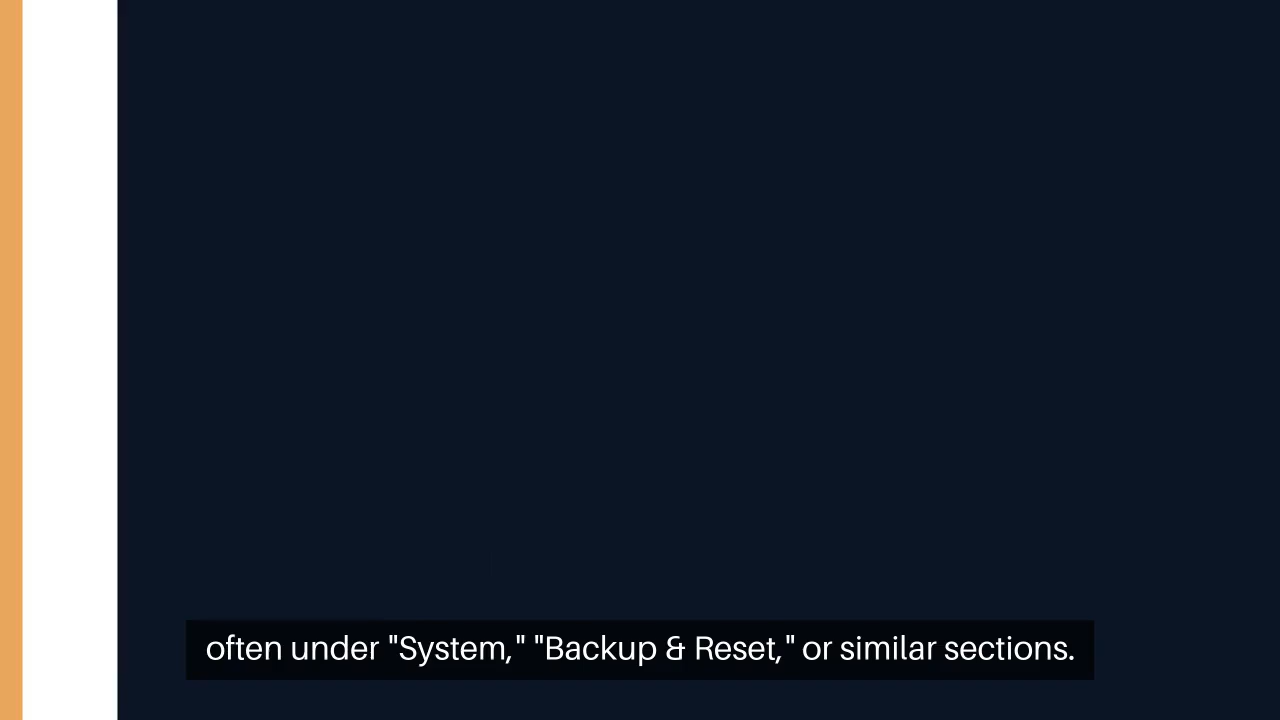 often under "System," "Backup & Reset," or similar sections.